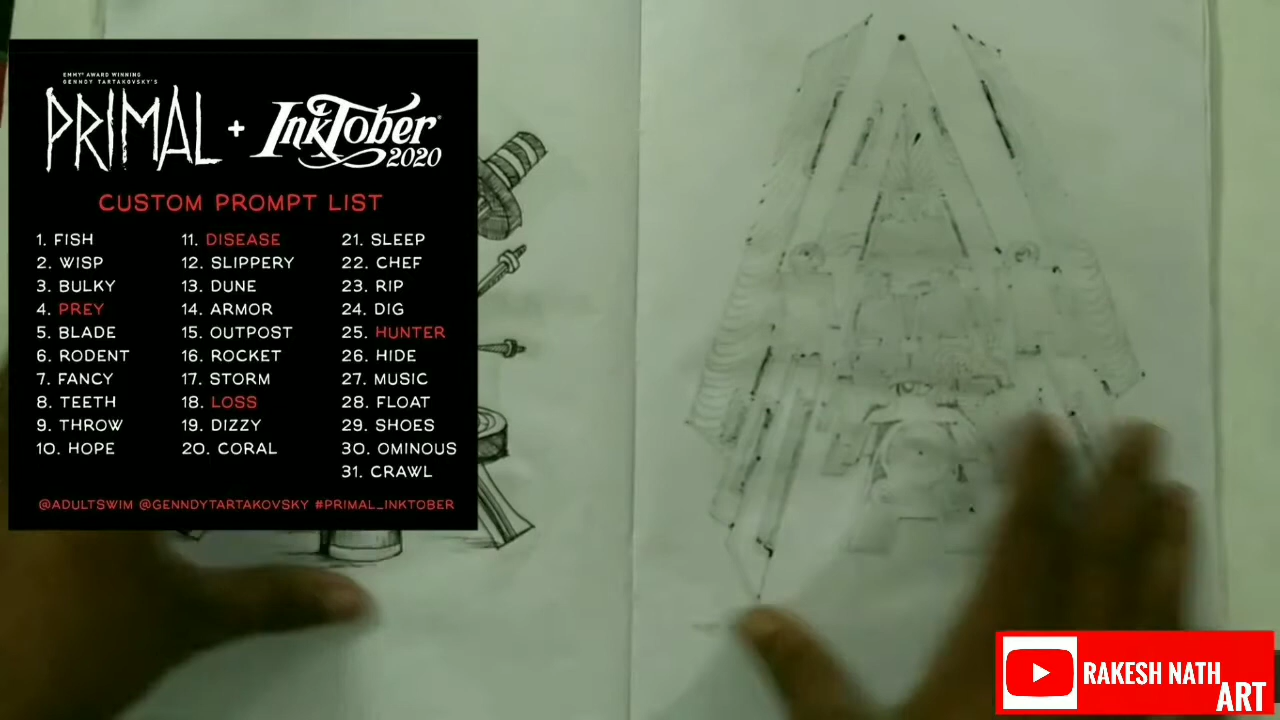 EMMY® AWARD WINNING
GENNDY TARTAKOVSKY'S
PRIMAL + INKTOBER 2020
CUSTOM PROMPT LIST
1. FISH
2. WISP
3. BULKY
4. PREY
5. BLADE
6. RODENT
7. FANCY
8. TEETH
9. THROW
10. HOPE
11. DISEASE
12. SLIPPERY
13. DUNE
14. ARMOR
15. OUTPOST
16. ROCKET
17. STORM
18. LOSS
19. DIZZY
20. CORAL
21. SLEEP
22. CHEF
23. RIP
24. DIG
25. HUNTER
26. HIDE
27. MUSIC
28. FLOAT
29. SHOES
30. OMINOUS
31. CRAWL
@ADULTSWIM @GENNDYTARTAKOVSKY #PRIMAL_INKTOBER
RAKESH NATH
ART